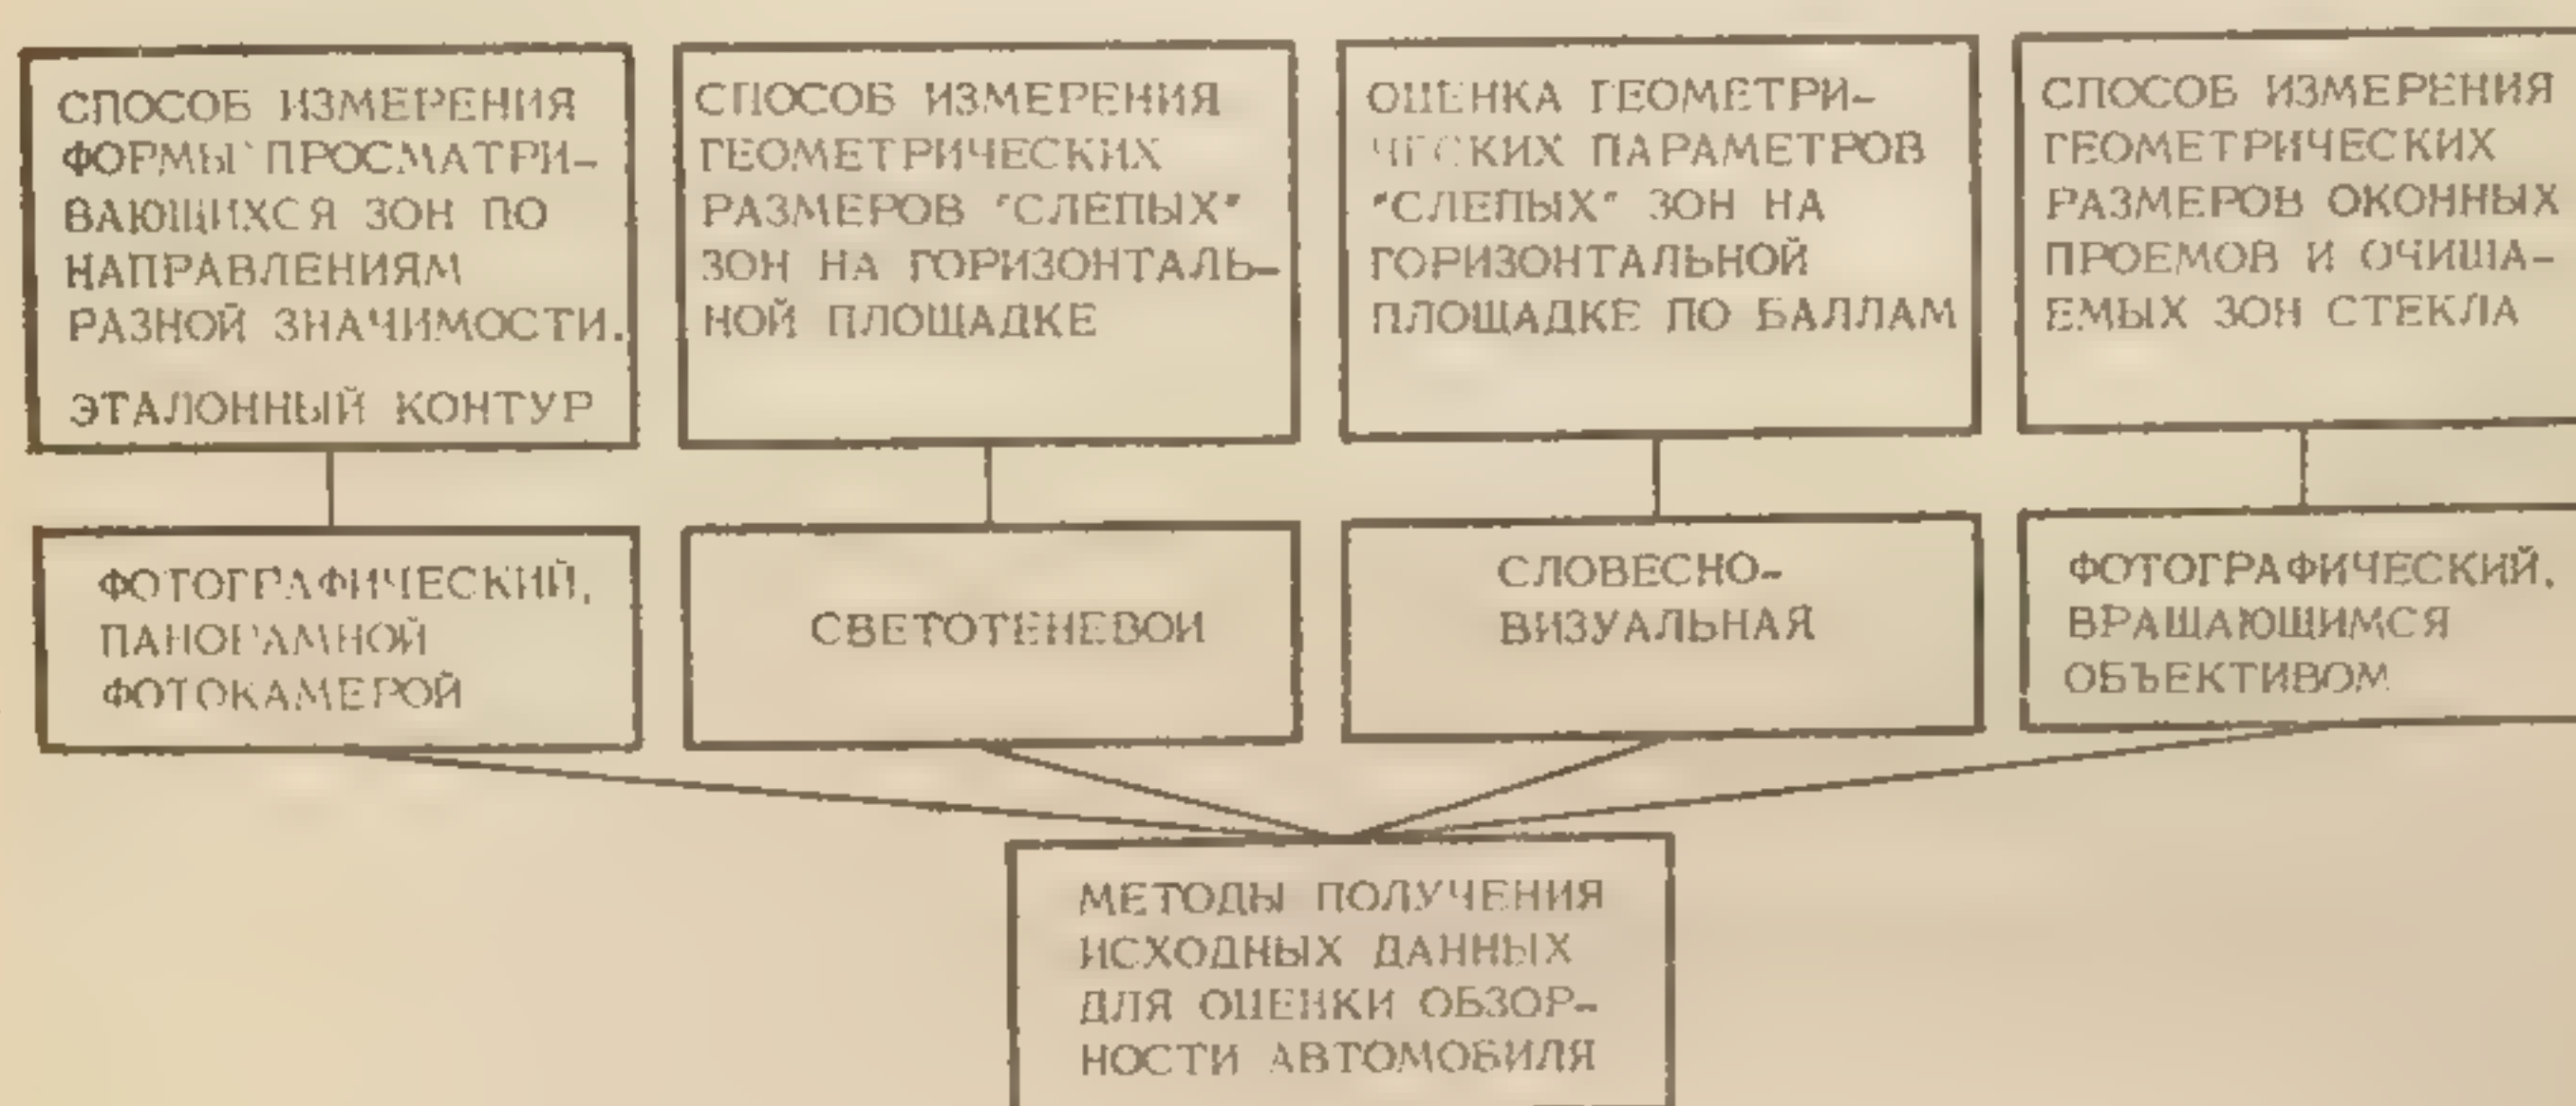 СПОСОБ ИЗМЕРЕНИЯ
ФОРМЫ ПРОСМАТРИ-
ВАЮЩИХСЯ ЗОН ПО
НАПРАВЛЕНИЯМ
РАЗНОЙ ЗНАЧИМОСТИ.
ЭТАЛОННЫЙ КОНТУР
СПОСОБ ИЗМЕРЕНИЯ
ГЕОМЕТРИЧЕСКИХ
РАЗМЕРОВ "СЛЕПЫХ"
ЗОН НА ГОРИЗОНТАЛЬ-
НОЙ ПЛОЩАДКЕ
ОЦЕНКА ГЕОМЕТРИ-
ЧЕСКИХ ПАРАМЕТРОВ
"СЛЕПЫХ" ЗОН НА
ГОРИЗОНТАЛЬНОЙ
ПЛОЩАДКЕ ПО БАЛЛАМ
СПОСОБ ИЗМЕРЕНИЯ
ГЕОМЕТРИЧЕСКИХ
РАЗМЕРОВ ОКОННЫХ
ПРОЕМОВ И ОЧИЩА-
ЕМЫХ ЗОН СТЕКЛА
ФОТОГРАФИЧЕСКИЙ,
ПАНОРАМНОЙ
ФОТОКАМЕРОЙ
СВЕТОТЕНЕВОЙ
СЛОВЕСНО-
ВИЗУАЛЬНАЯ
ФОТОГРАФИЧЕСКИЙ,
ВРАЩАЮЩИМСЯ
ОБЪЕКТИВОМ
МЕТОДЫ ПОЛУЧЕНИЯ
ИСХОДНЫХ ДАННЫХ
ДЛЯ ОЦЕНКИ ОБЗОР-
НОСТИ АВТОМОБИЛЯ